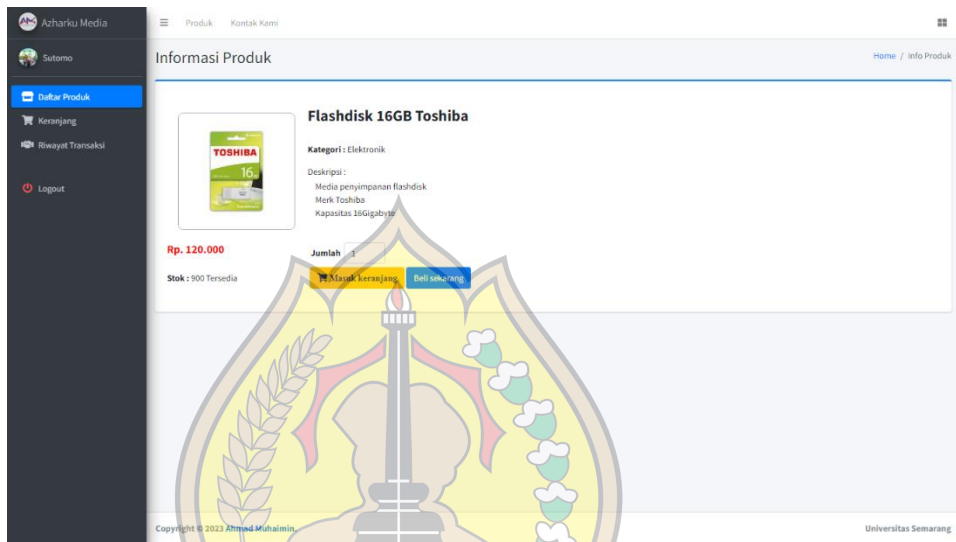 Azharku Media
Produk Kontak Kami
Sutomo
Informasi Produk
Home / Info Produk
Daftar Produk
Keranjang
Riwayat Transaksi
Logout
Flashdisk 16GB Toshiba
Kategori : Elektronik
Deskripsi :
Media penyimpanan flashdisk
Merk Toshiba
Kapasitas 16Gigabyte
TOSHIBA
16
Rp. 120.000
Stok : 900 Tersedia
Jumlah 1
Masuk keranjang
Beli sekarang
Copyright © 2023 Ahmad Muhaimin.
Universitas Semarang